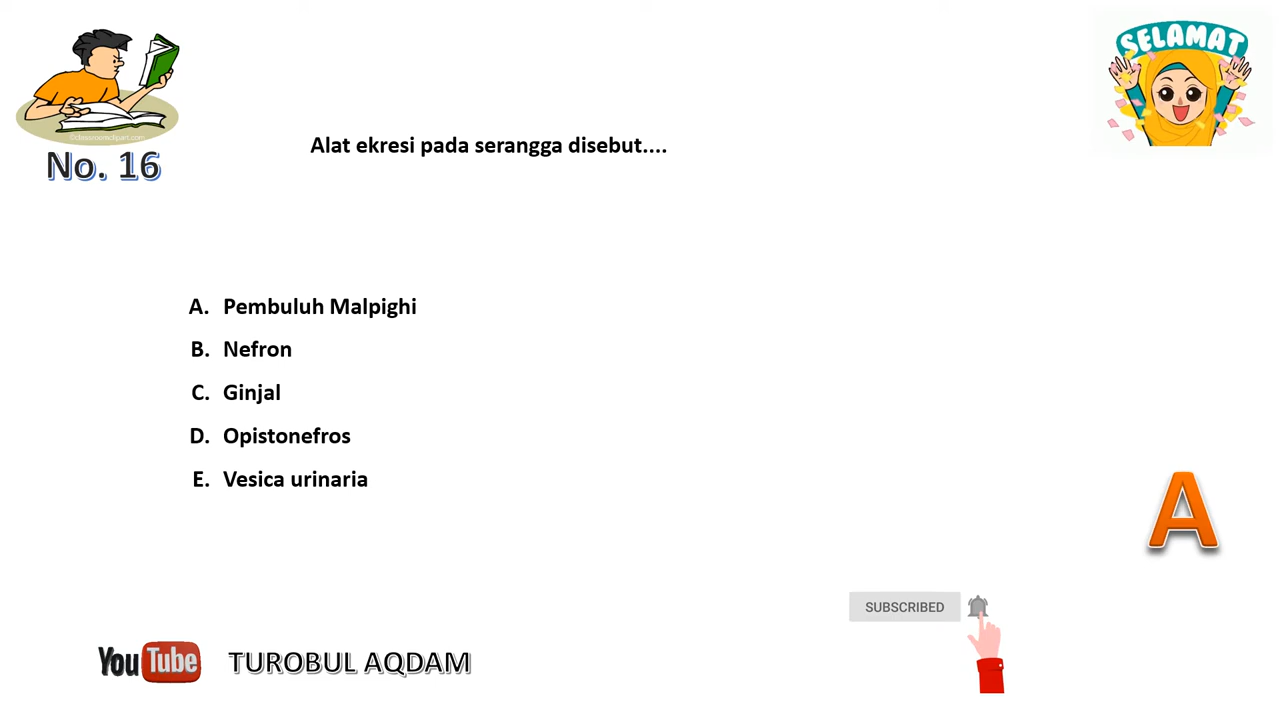 SELAMAT
No. 16
Alat ekresi pada serangga disebut....
A. Pembuluh Malpighi
B. Nefron
C. Ginjal
D. Opistonefros
E. Vesica urinaria
A
SUBSCRIBED
YouTube TUROBUL AQDAM